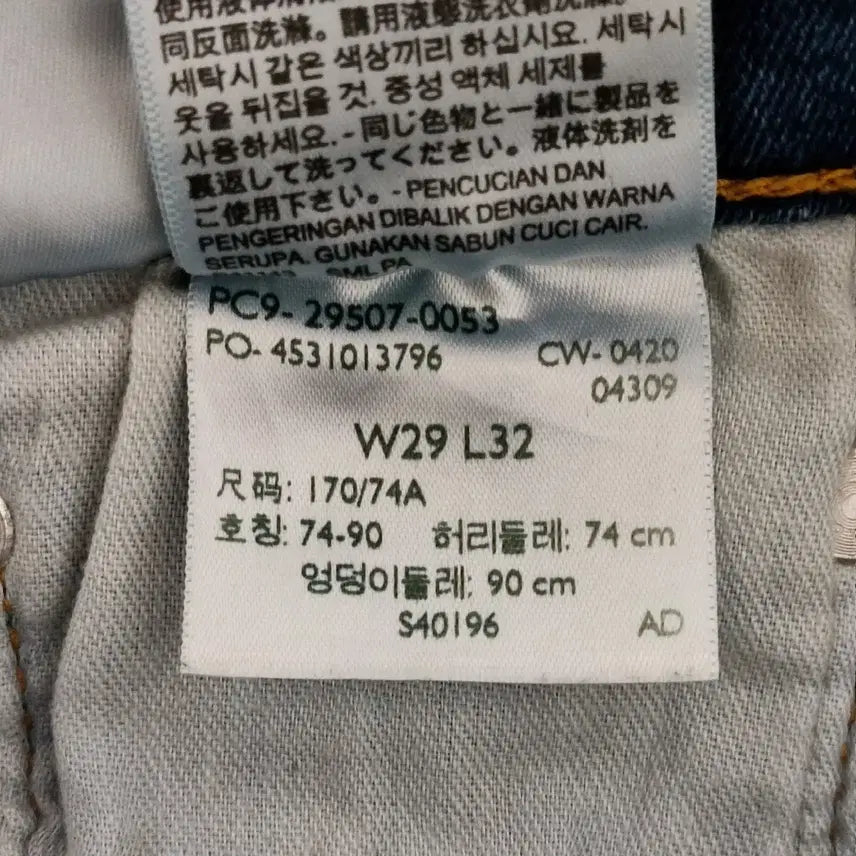 同反面洗滌。請用液態洗衣劑洗滌。
세탁시 같은 색상끼리 하십시요. 세탁시
옷을 뒤집을 것. 중성 액체 세제를
사용하세요. - 同じ色物と一緒に製品を
裏返して洗ってください。液体洗剤を
ご使用下さい。- PENCUCIAN DAN
PENGERINGAN DIBALIK DENGAN WARNA
SERUPA. GUNAKAN SABUN CUCI CAIR.
PC9- 29507-0053
PO- 4531013796 CW- 0420
04309
W29 L32
尺码: 170/74A
호칭: 74-90 허리둘레: 74 cm
엉덩이둘레: 90 cm
S40196 AD